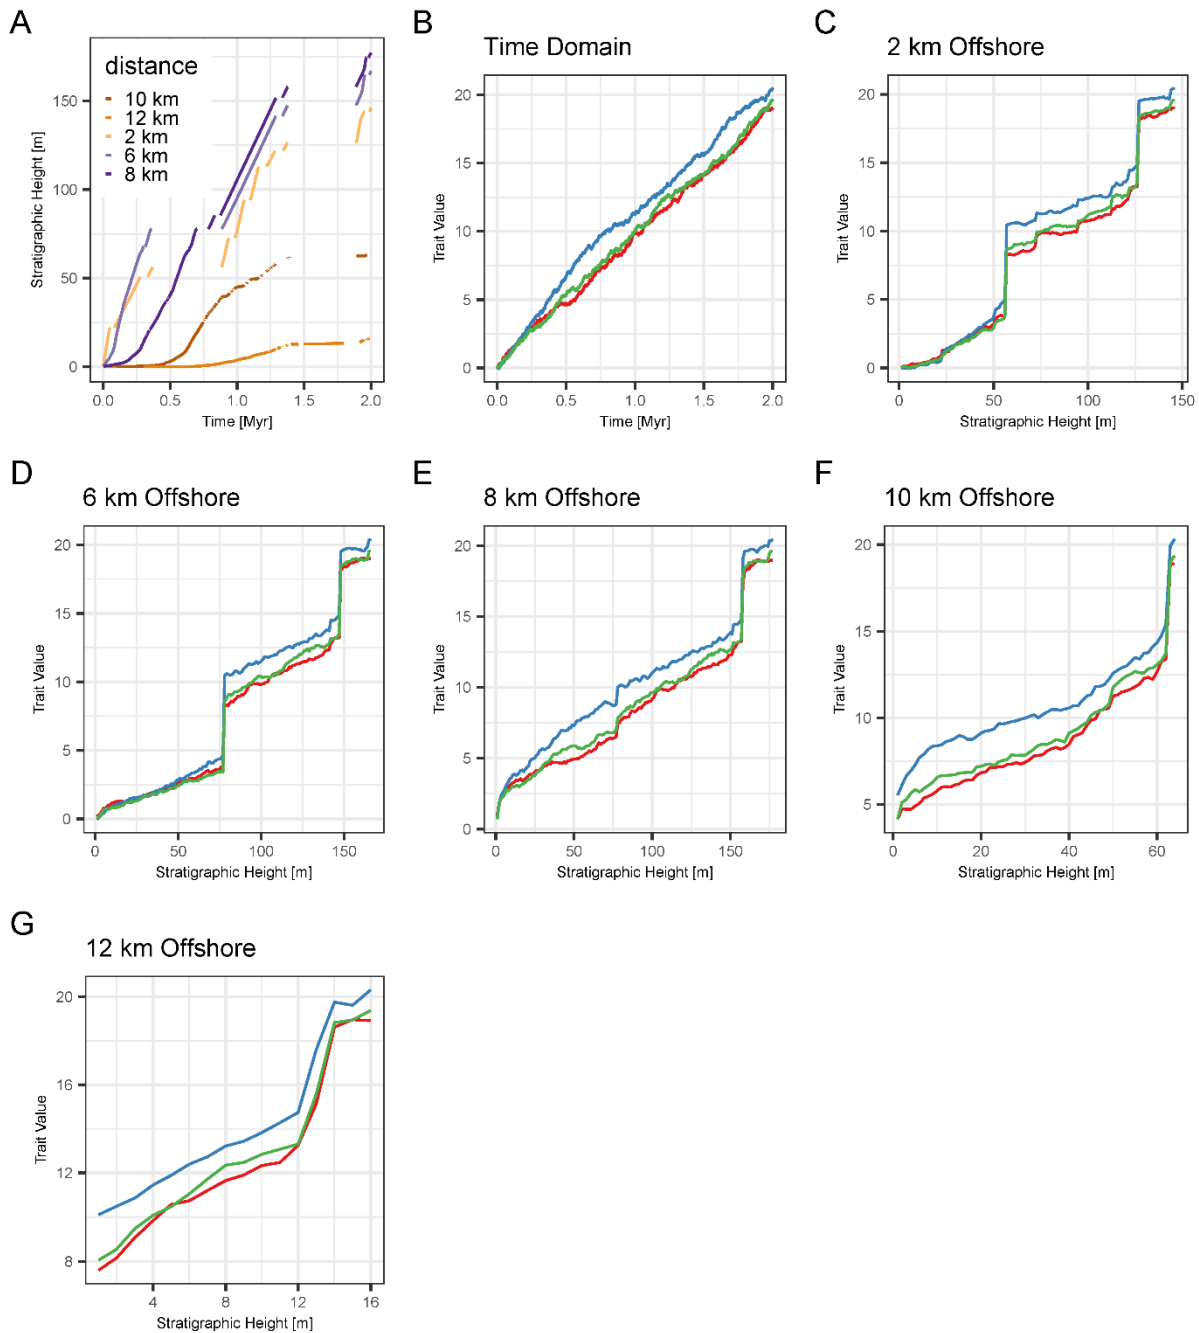 A
distance
10 km
12 km
2 km
6 km
8 km
150
100
50
0
0.0 0.5 1.0 1.5 2.0
Stratigraphic Height [m]
Time [Myr]
B
Time Domain
20
15
10
5
0
0.0 0.5 1.0 1.5 2.0
Trait Value
Time [Myr]
C
2 km Offshore
20
15
10
5
0
0 50 100 150
Trait Value
Stratigraphic Height [m]
D
6 km Offshore
20
15
10
5
0
0 50 100 150
Trait Value
Stratigraphic Height [m]
E
8 km Offshore
20
15
10
5
0
0 50 100 150
Trait Value
Stratigraphic Height [m]
F
10 km Offshore
20
15
10
5
0 20 40 60
Trait Value
Stratigraphic Height [m]
G
12 km Offshore
20
16
12
8
4 8 12 16
Trait Value
Stratigraphic Height [m]